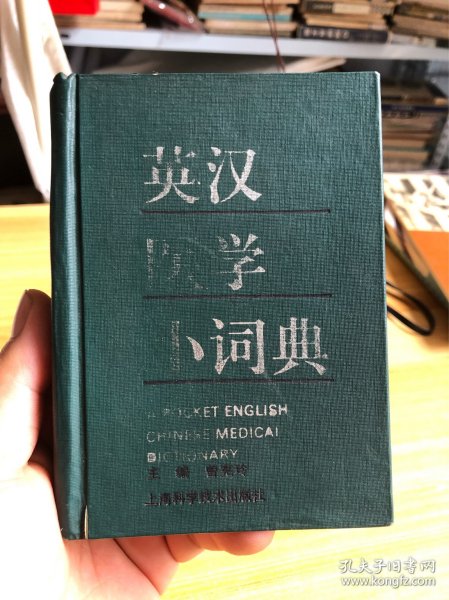 英汉
医学
小词典
A POCKET ENGLISH
CHINESE MEDICAL
DICTIONARY
主编
上海科学技术出版社
孔夫子旧书网
www.kongfz.com